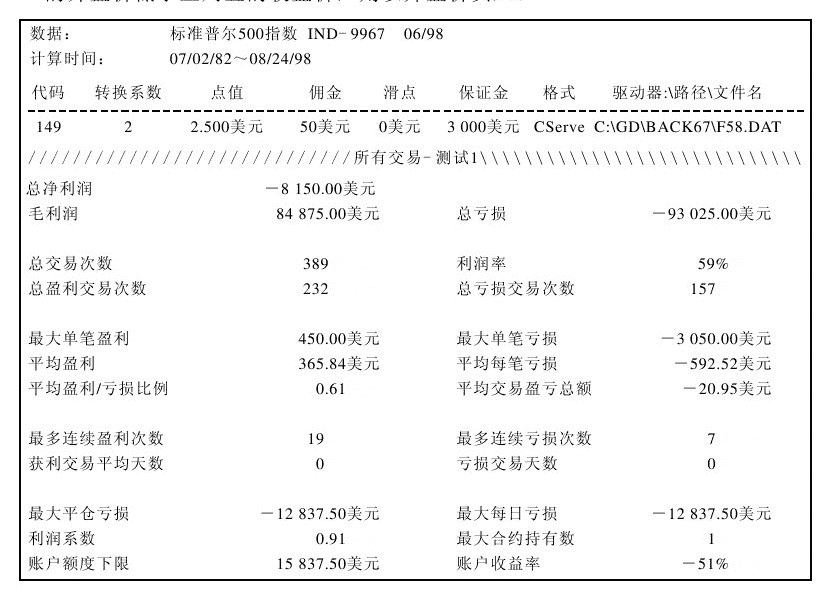 数据： 标准普尔500指数 IND-9967 06/98
计算时间： 07/02/82～08/24/98
代码 转换系数 点值 佣金 滑点 保证金 格式 驱动器:\路径\文件名
149 2 2.500美元 50美元 0美元 3 000美元 CServe C:\GD\BACK67\F58.DAT
/////////////////////////////所有交易-测试1\\\\\\\\\\\\\\\\\\\\\\\\\\\\\
总净利润 －8 150.00美元
毛利润 84 875.00美元 总亏损 －93 025.00美元
总交易次数 389 利润率 59%
总盈利交易次数 232 总亏损交易次数 157
最大单笔盈利 450.00美元 最大单笔亏损 －3 050.00美元
平均盈利 365.84美元 平均每笔亏损 －592.52美元
平均盈利/亏损比例 0.61 平均交易盈亏总额 －20.95美元
最多连续盈利次数 19 最多连续亏损次数 7
获利交易平均天数 0 亏损交易天数 0
最大平仓亏损 －12 837.50美元 最大每日亏损 －12 837.50美元
利润系数 0.91 最大合约持有数 1
账户额度下限 15 837.50美元 账户收益率 －51%